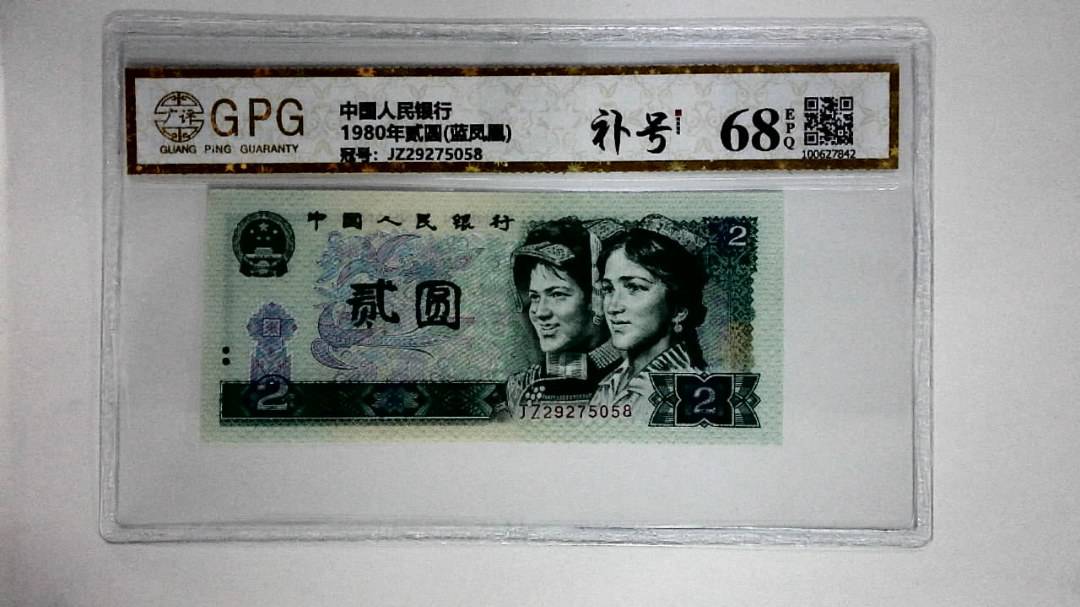 广评
GPG
GUANG PING GUARANTY
中国人民银行
1980年贰圆(蓝凤凰)
冠号：JZ29275058
补号
68
EPQ
100627842
中国人民银行
贰圆
2
2
JZ29275058
2